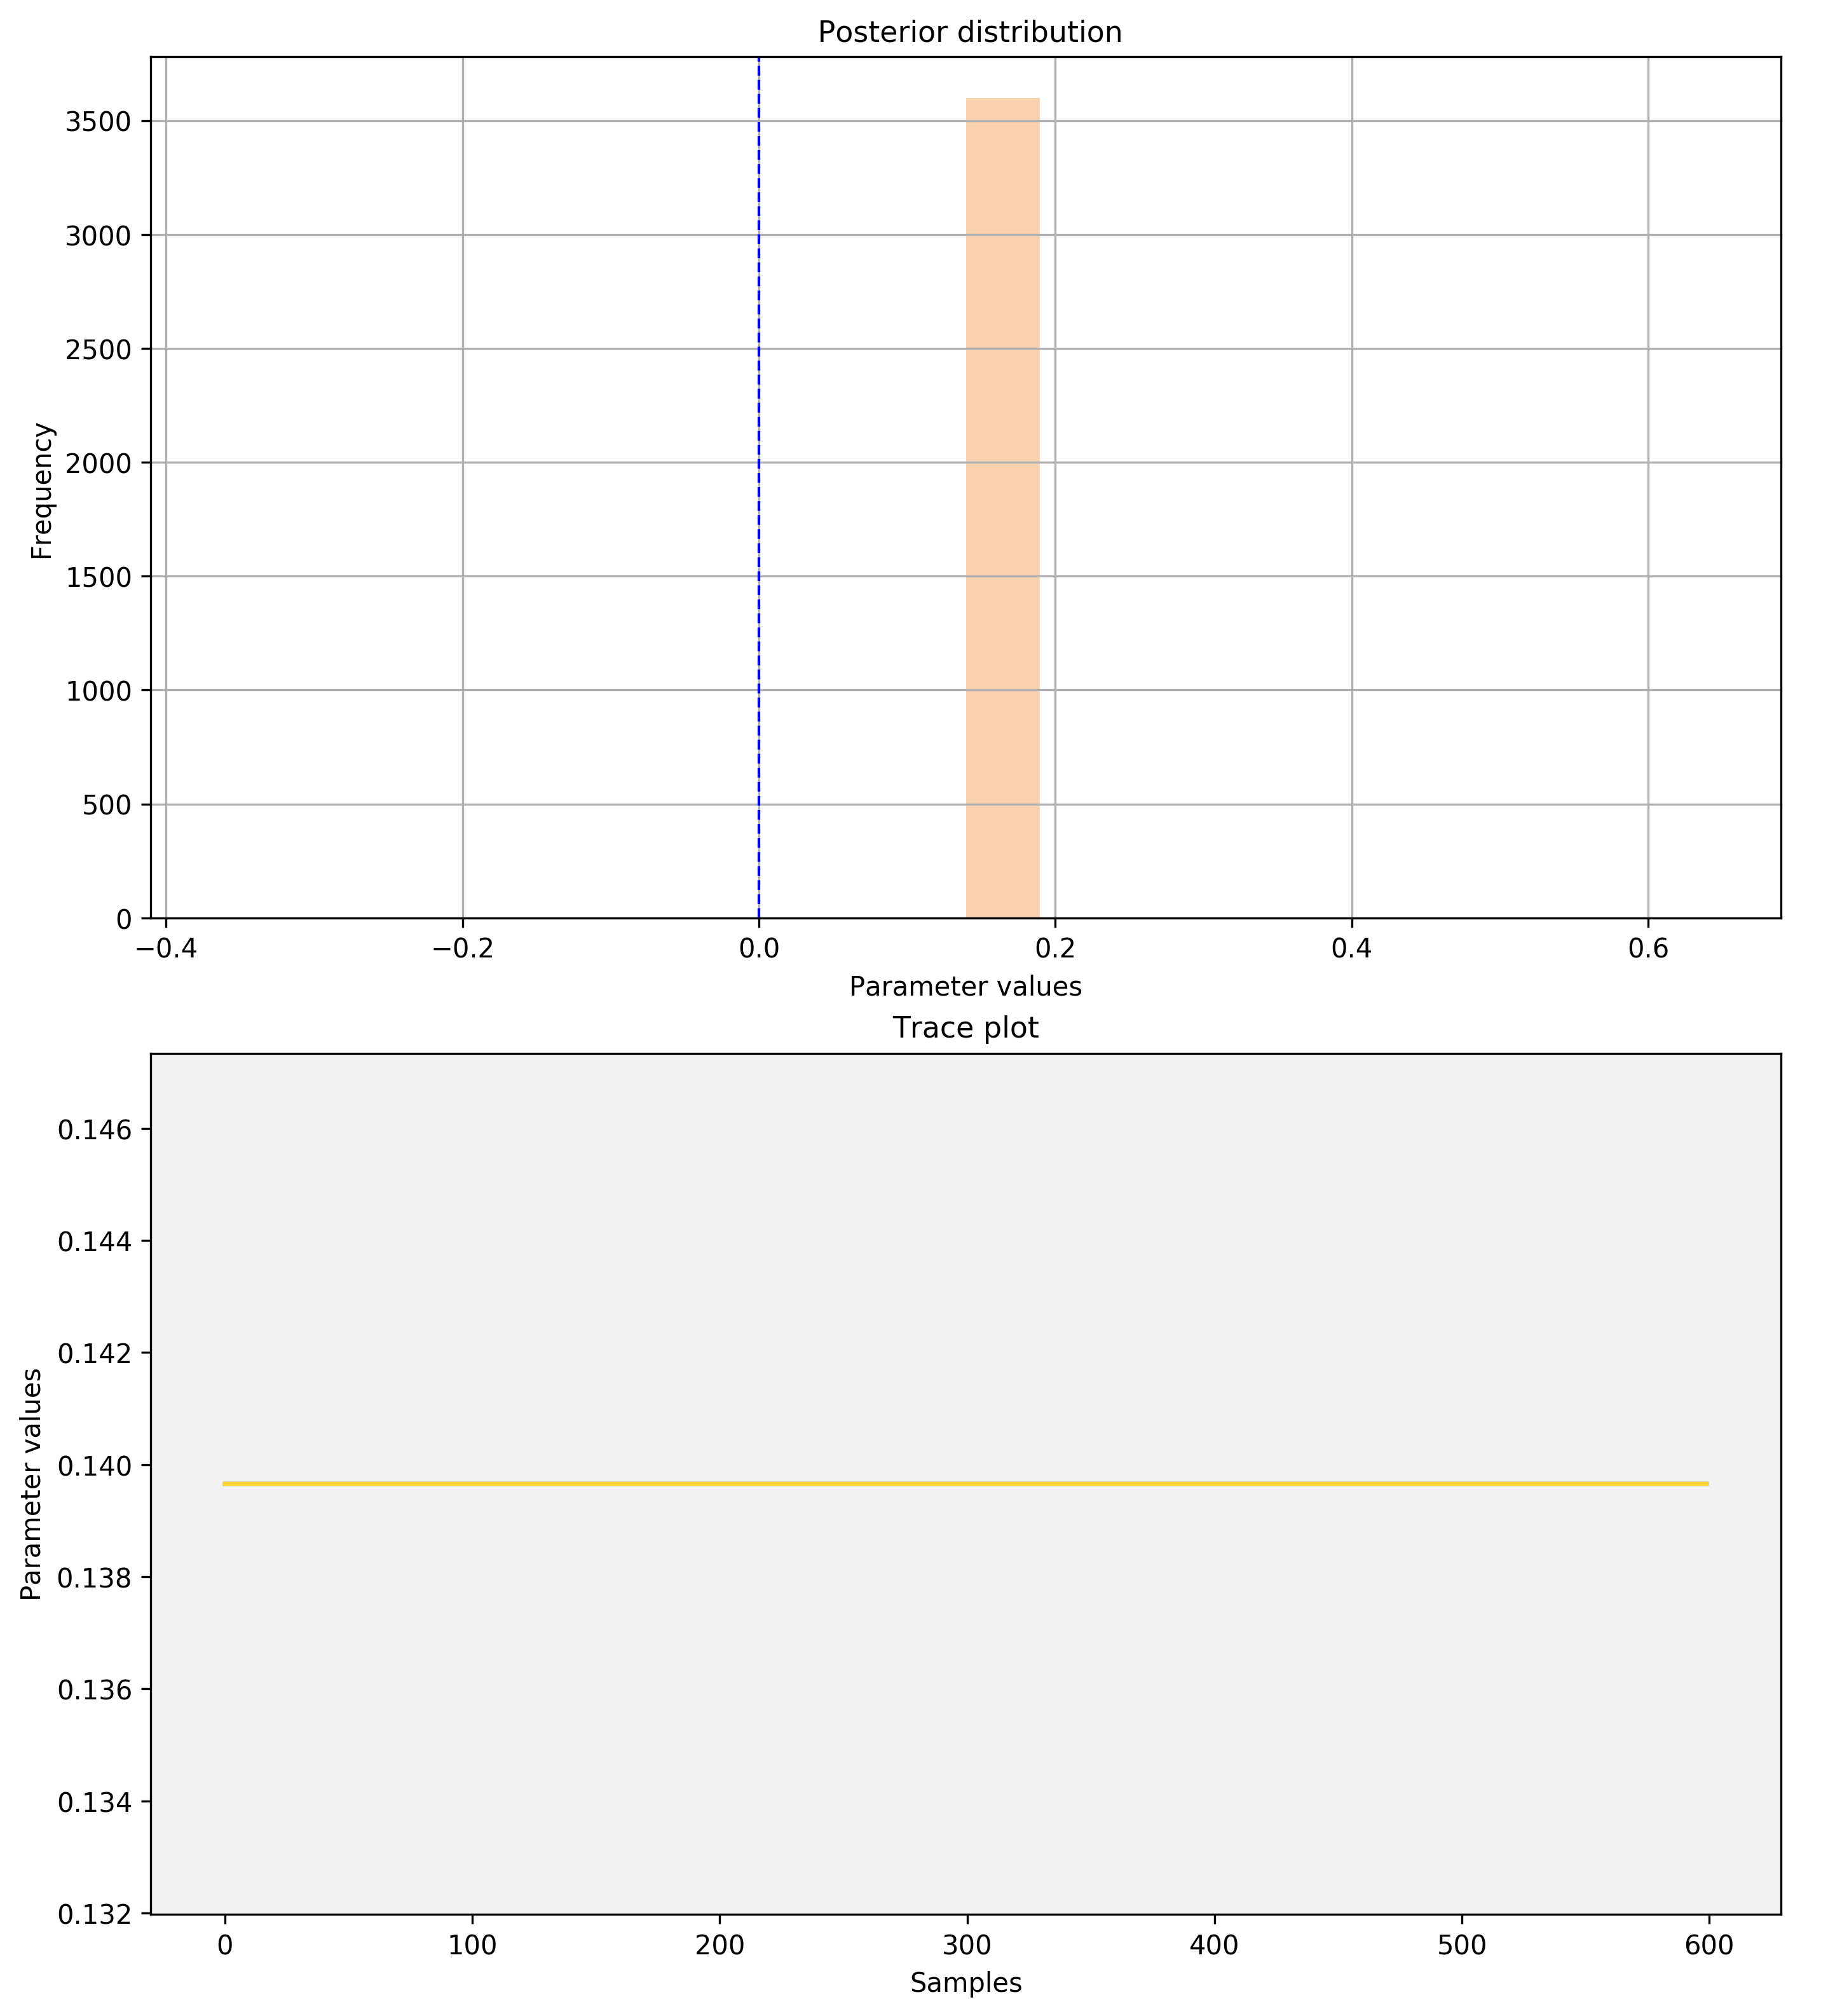 Posterior distribution
Frequency
3500
3000
2500
2000
1500
1000
500
0
−0.4 −0.2 0.0 0.2 0.4 0.6
Parameter values
Trace plot
Parameter values
0.146
0.144
0.142
0.140
0.138
0.136
0.134
0.132
0 100 200 300 400 500 600
Samples